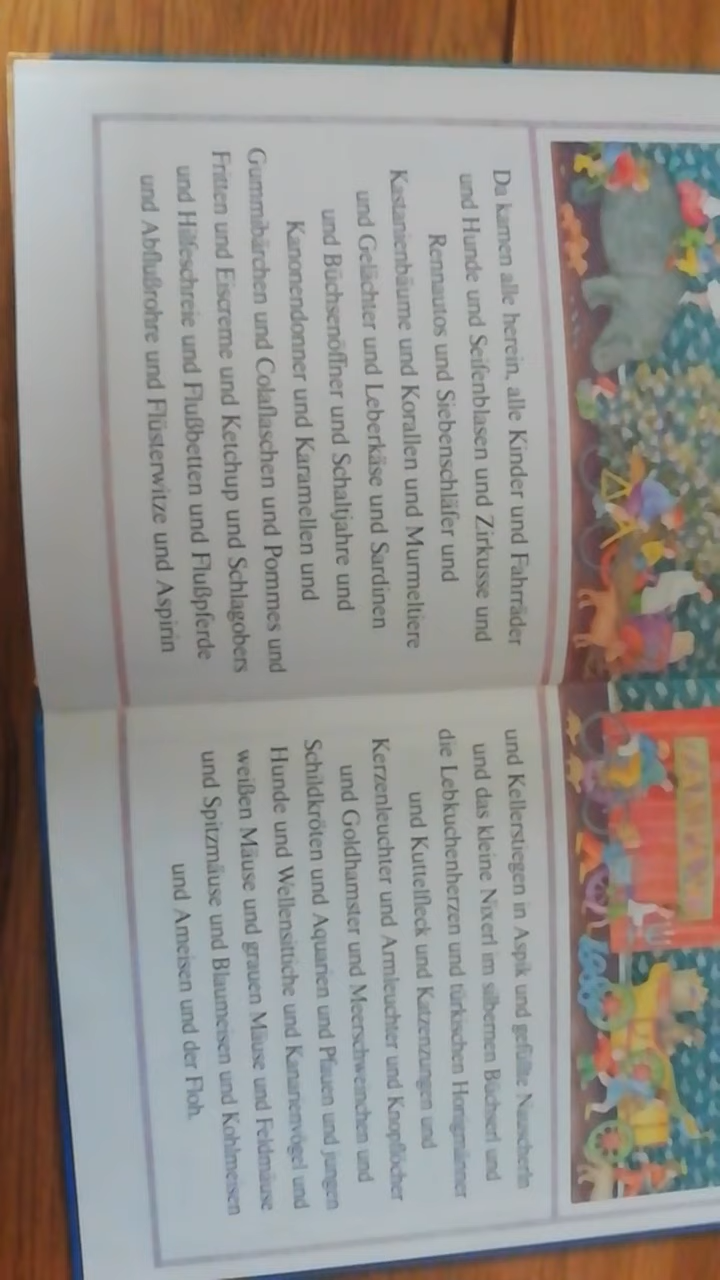 Da kamen alle herein, alle Kinder und Fahrräder
und Hunde und Seifenblasen und Zirkusse und
Rennautos und Siebenschläfer und
Kastanienbäume und Korallen und Murmeltiere
und Gelächter und Leberkäse und Sardinen
und Büchsenöffner und Schaltjahre und
Kanonendonner und Karamellen und
Gummibärchen und Colaflaschen und Pommes und
Fritten und Eiscreme und Ketchup und Schlagobers
und Hilfeschreie und Flußbetten und Flußpferde
und Abflußrohre und Flüsterwitze und Aspirin
und Kellerstiegen in Aspik und gefüllte
und das kleine Nixerl im silbernen Büchserl und
die Lebkuchenherzen und türkischen Honigmänner
und Kuttelfleck und Katzenzungen und
Kerzenleuchter und Armleuchter und Knopflöcher
und Goldhamster und Meerschweinchen und
Schildkröten und Aquarien und Pfauen und jungen
Hunde und Wellensittiche und Kanarienvögel und
weißen Mäuse und grauen Mäuse und Feldmäuse
und Spitzmäuse und Blaumeisen und Kohlmeisen
und Ameisen und der Floh.